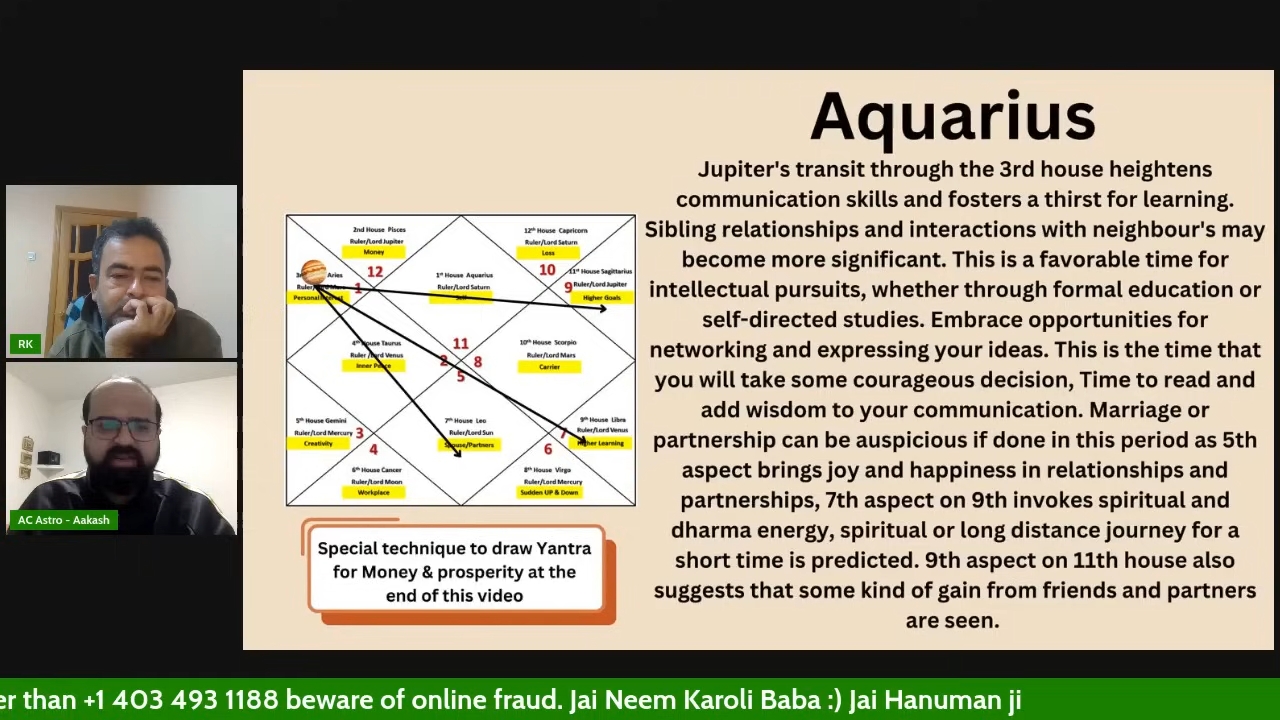 Aquarius
Jupiter's transit through the 3rd house heightens
communication skills and fosters a thirst for learning.
Sibling relationships and interactions with neighbour's may
become more significant. This is a favorable time for
intellectual pursuits, whether through formal education or
self-directed studies. Embrace opportunities for
networking and expressing your ideas. This is the time that
you will take some courageous decision, Time to read and
add wisdom to your communication. Marriage or
partnership can be auspicious if done in this period as 5th
aspect brings joy and happiness in relationships and
partnerships, 7th aspect on 9th invokes spiritual and
dharma energy, spiritual or long distance journey for a
short time is predicted. 9th aspect on 11th house also
suggests that some kind of gain from friends and partners
are seen.
2nd House Pisces
Ruler/Lord Jupiter
Money
12
12th House Capricorn
Ruler/Lord Saturn
Loss
10
Aries
1
1st House Aquarius
Ruler/Lord Saturn
Self
11th House Sagittarius
Ruler/Lord Jupiter
9
Higher Goals
4th House Taurus
Ruler/Lord Venus
Inner Peace
11
2
8
5
10th House Scorpio
Ruler/Lord Mars
Carrier
5th House Gemini
Ruler/Lord Mercury
3
Creativity
4
6th House Cancer
Ruler/Lord Moon
Workplace
7th House Leo
Ruler/Lord Sun
Spouse/Partners
9th House Libra
Ruler/Lord Venus
7
Higher Learning
6
8th House Virgo
Ruler/Lord Mercury
Sudden UP & Down
Special technique to draw Yantra
for Money & prosperity at the
end of this video
RK
AC Astro - Aakash
than +1 403 493 1188 beware of online fraud. Jai Neem Karoli Baba :) Jai Hanuman ji